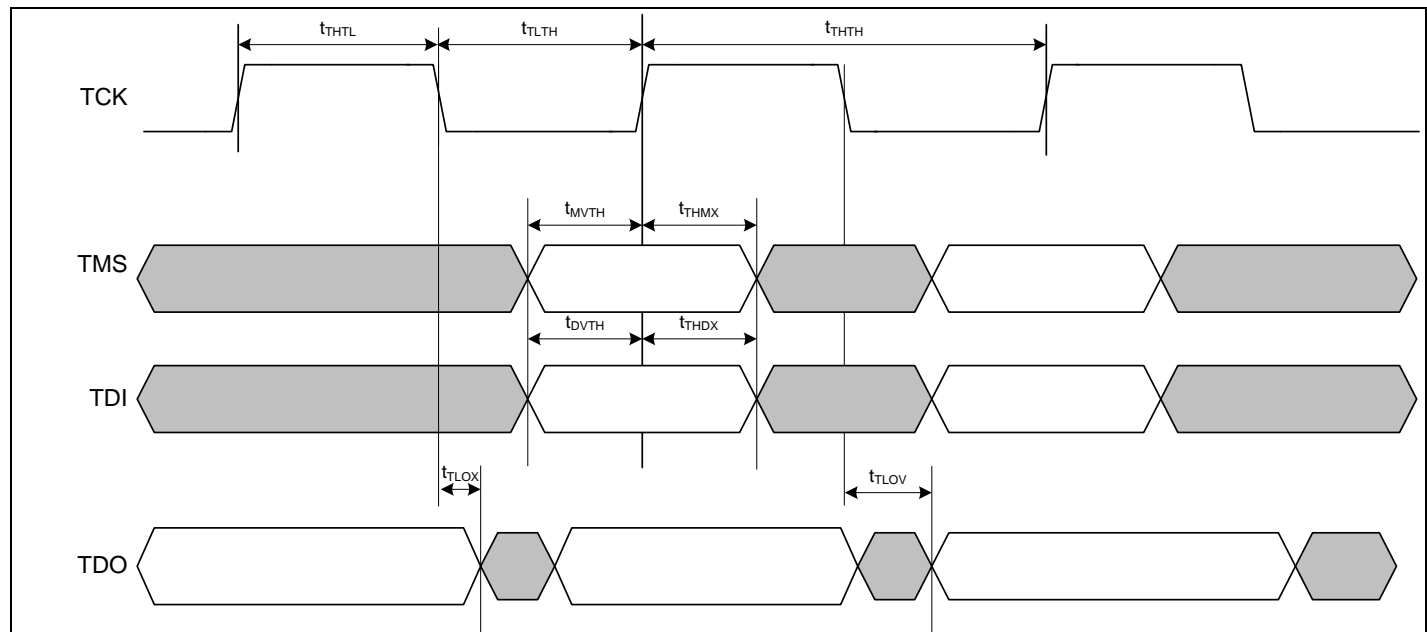 tTHTL tTLTH tTHTH
TCK
tMVTH tTHMX
TMS
tDVTH tTHDX
TDI
tTLOX tTLOV
TDO